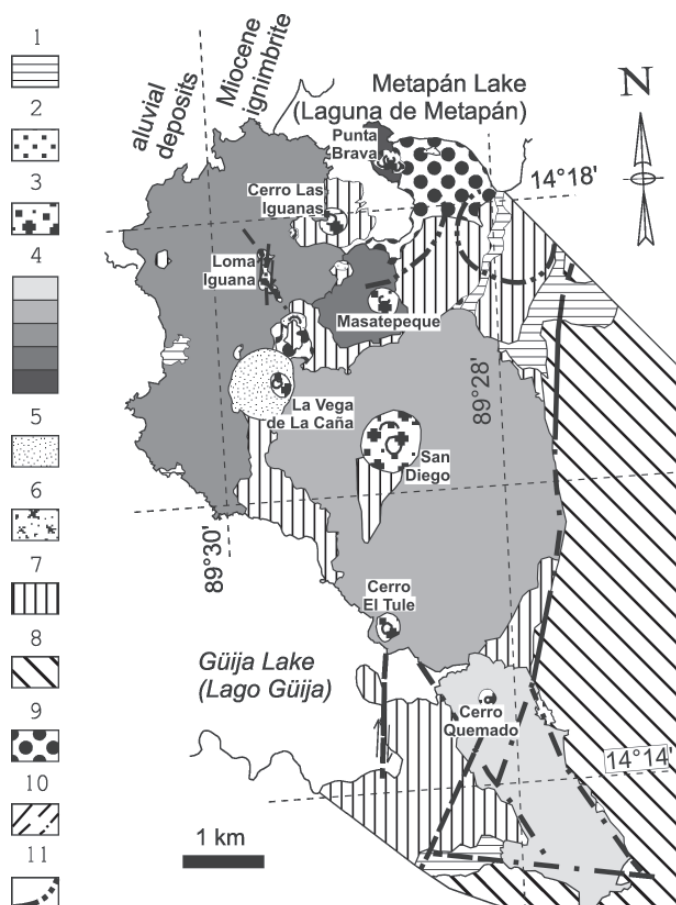 1
2
3
4
5
6
7
8
9
10
11
aluvial
deposits
Miocene
ignimbrite
Metapán Lake
(Laguna de Metapán)
N
Punta
Brava
14°18'
Cerro Las
Iguanas
Loma
Iguana
Masatepeque
89°28'
La Vega
de La Caña
San
Diego
89°30'
Cerro
El Tule
Güija Lake
(Lago Güija)
Cerro
Quemado
14°14'
1 km